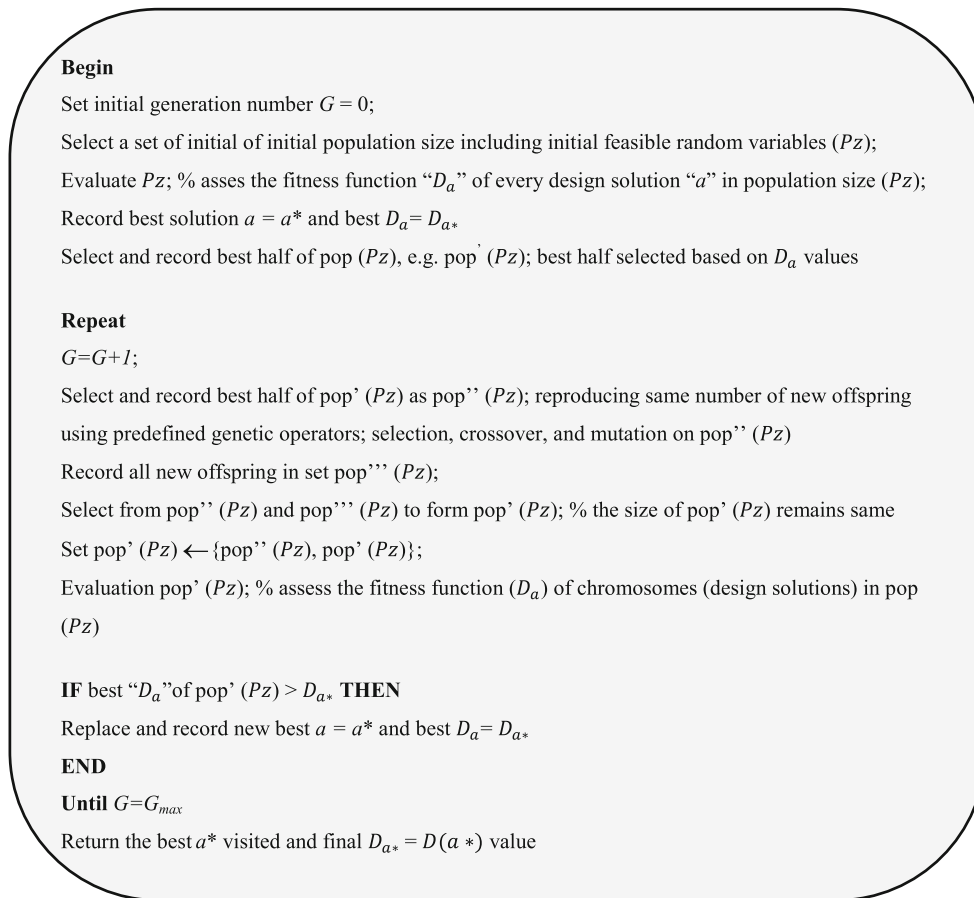 Begin
Set initial generation number G = 0;
Select a set of initial of initial population size including initial feasible random variables (Pz);
Evaluate Pz; % asses the fitness function “Da” of every design solution “a” in population size (Pz);
Record best solution a = a* and best Da= Da*
Select and record best half of pop (Pz), e.g. pop’ (Pz); best half selected based on Da values
Repeat
G=G+1;
Select and record best half of pop’ (Pz) as pop’’ (Pz); reproducing same number of new offspring
using predefined genetic operators; selection, crossover, and mutation on pop’’ (Pz)
Record all new offspring in set pop’’’ (Pz);
Select from pop’’ (Pz) and pop’’’ (Pz) to form pop’ (Pz); % the size of pop’ (Pz) remains same
Set pop’ (Pz) ← {pop’’ (Pz), pop’ (Pz)};
Evaluation pop’ (Pz); % assess the fitness function (Da) of chromosomes (design solutions) in pop
(Pz)
IF best “Da”of pop’ (Pz) > Da* THEN
Replace and record new best a = a* and best Da= Da*
END
Until G=Gmax
Return the best a* visited and final Da* = D(a *) value